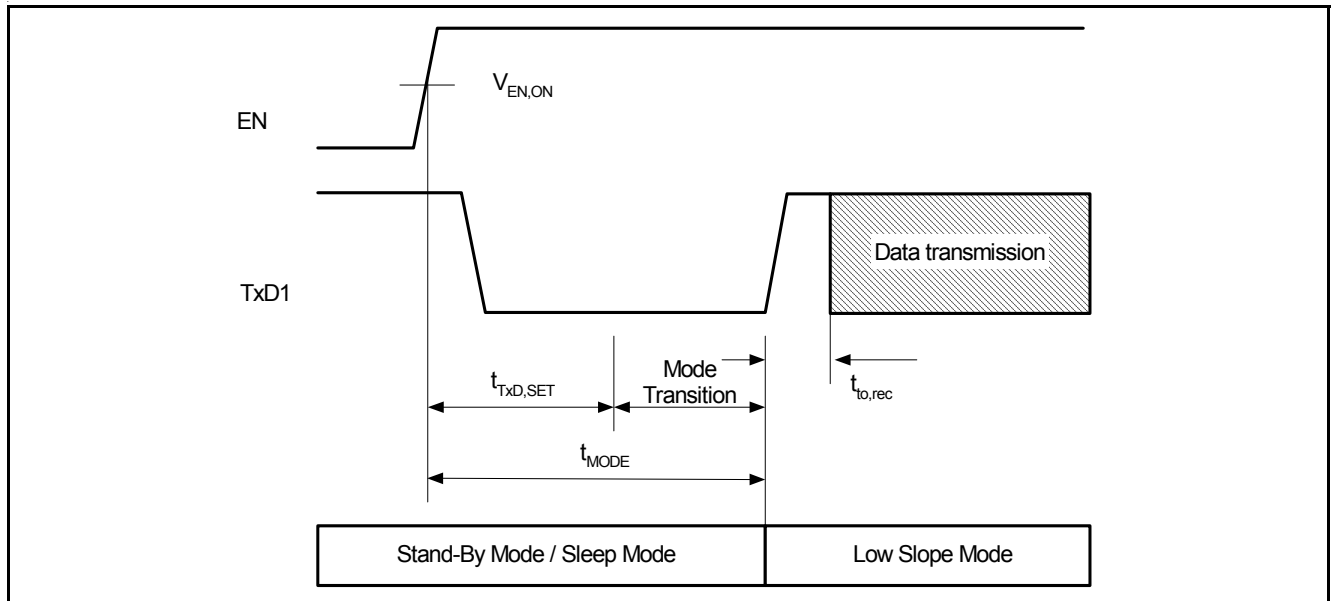 V_EN,ON
EN
Data transmission
TxD1
Mode
Transition
t_TxD,SET
t_to,rec
t_MODE
Stand-By Mode / Sleep Mode
Low Slope Mode